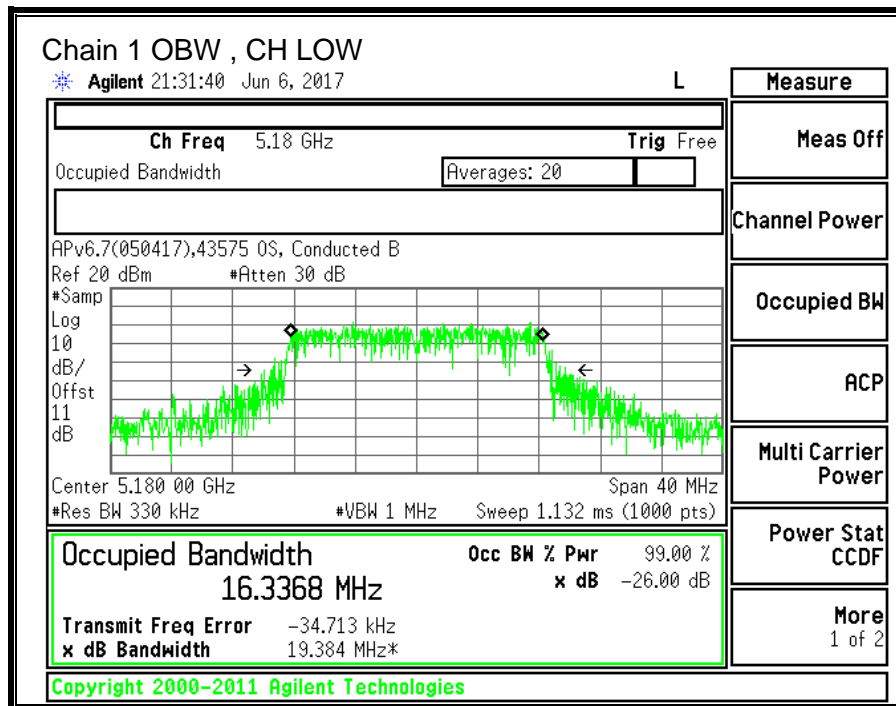 Chain 1 OBW , CH LOW
Agilent 21:31:40 Jun 6, 2017 L
Ch Freq 5.18 GHz Trig Free
Occupied Bandwidth Averages: 20
APv6.7(050417),43575 OS, Conducted B
Ref 20 dBm #Atten 30 dB
#Samp
Log
10
dB/
Offst
11
dB
Center 5.180 00 GHz Span 40 MHz
#Res BW 330 kHz #VBW 1 MHz Sweep 1.132 ms (1000 pts)
Occupied Bandwidth Occ BW % Pwr 99.00 %
16.3368 MHz x dB -26.00 dB
Transmit Freq Error -34.713 kHz
x dB Bandwidth 19.384 MHz*
Copyright 2000-2011 Agilent Technologies
Measure
Meas Off
Channel Power
Occupied BW
ACP
Multi Carrier
Power
Power Stat
CCDF
More
1 of 2